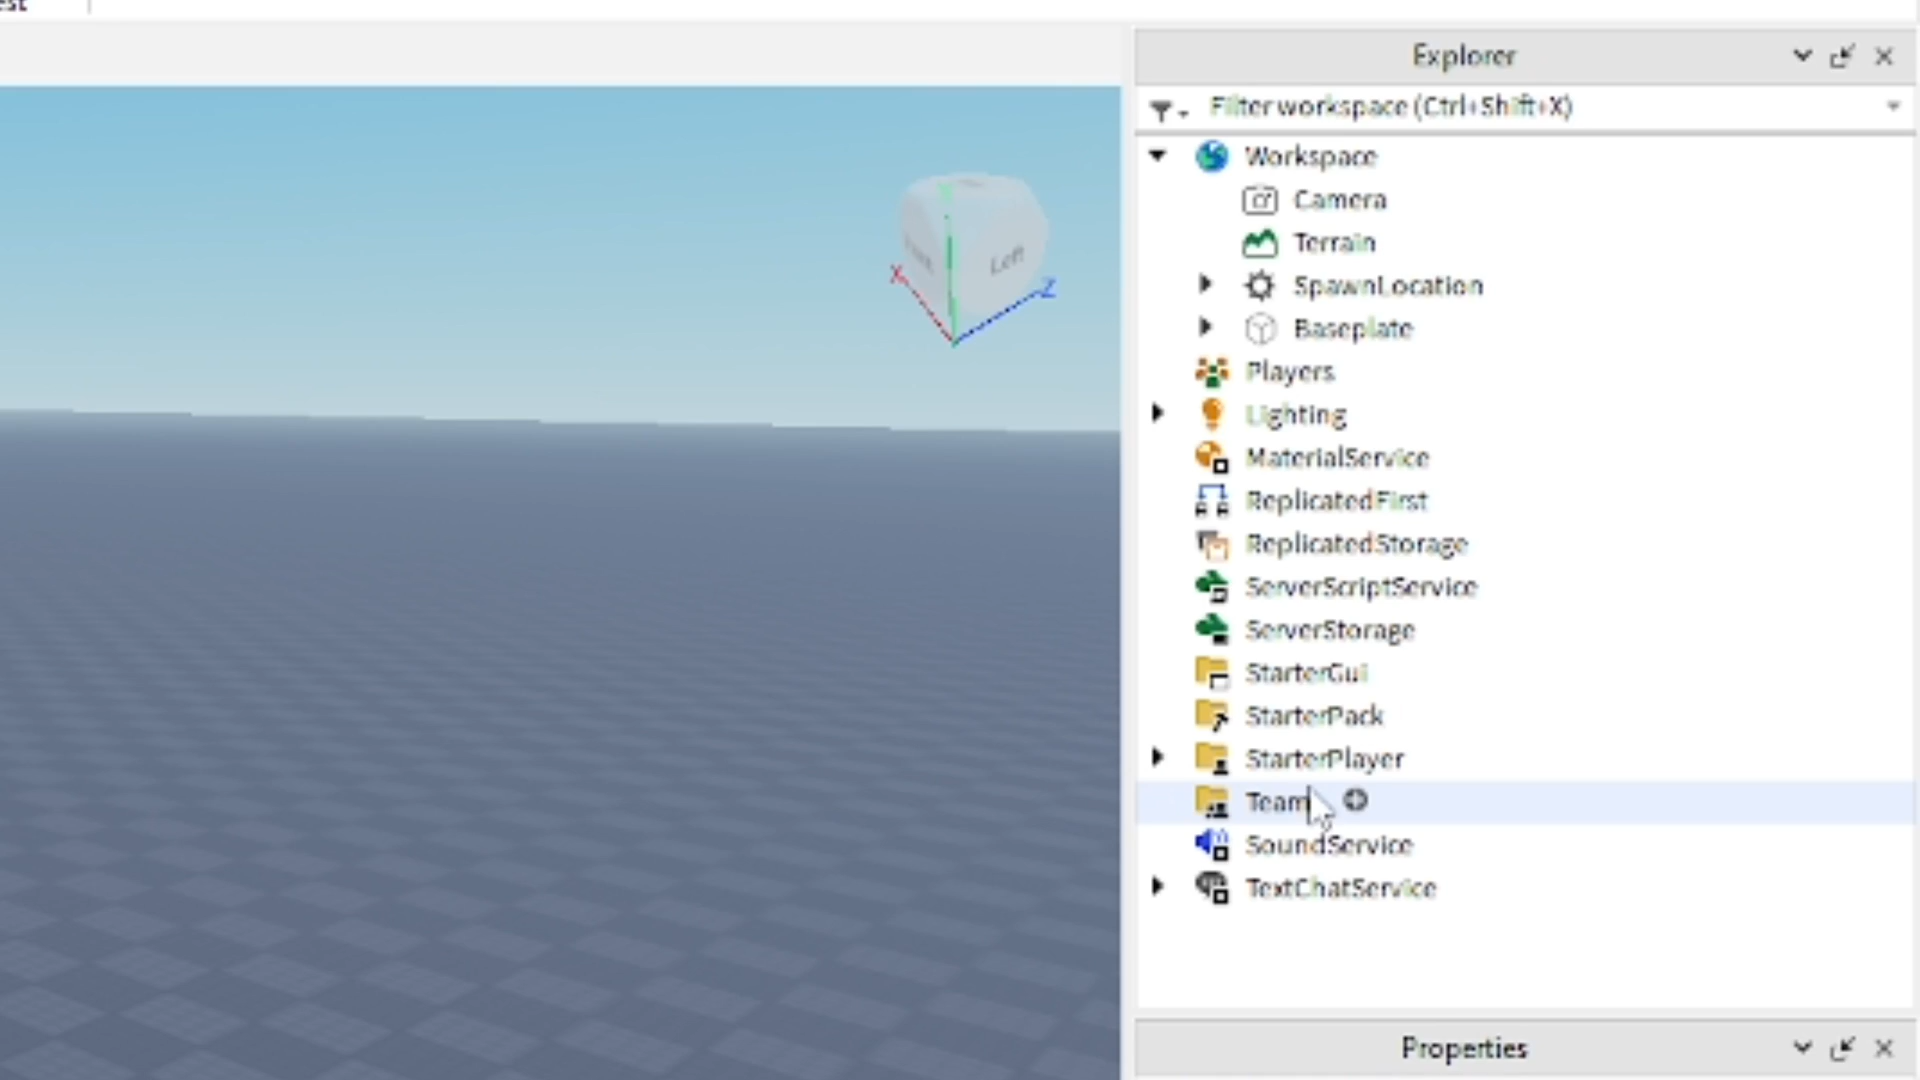 Explorer
Filter workspace (Ctrl+Shift+X)
Workspace
Camera
Terrain
SpawnLocation
Baseplate
Players
Lighting
MaterialService
ReplicatedFirst
ReplicatedStorage
ServerScriptService
ServerStorage
StarterGui
StarterPack
StarterPlayer
Team
SoundService
TextChatService
Properties
X
Left
Z